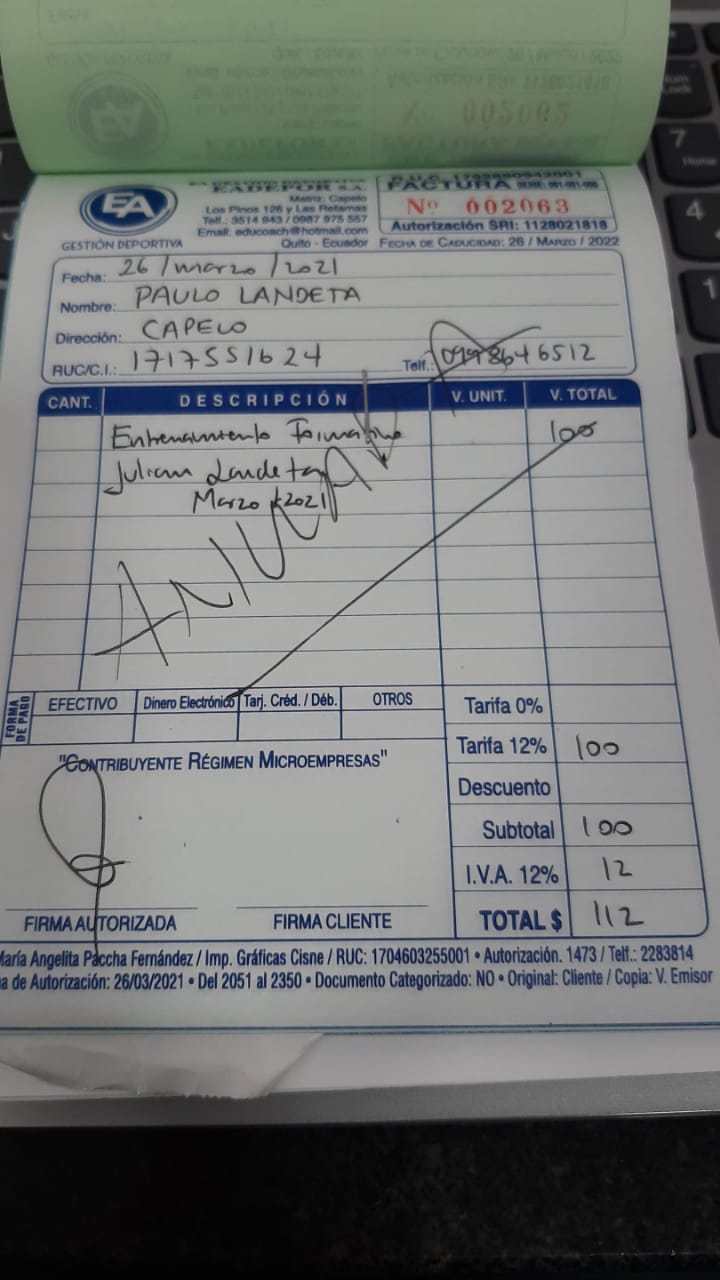 EA
GESTIÓN DEPORTIVA
EADEPOR S.A.
Matriz: Capelo
Los Pinos 126 y Las Retamas
Telf.: 3514 943 / 0987 975 557
Email: educoach@hotmail.com
Quito - Ecuador
FACTURA
Nº 002063
Autorización SRI: 1128021818
FECHA DE CADUCIDAD: 26 / MARZO / 2022
Fecha: 26/marzo/2021
Nombre: PAULO LANDETA
Dirección: CAPELO
RUC/C.I.: 1717551624 Telf.: 0998646512
CANT. DESCRIPCIÓN V. UNIT. V. TOTAL
Entrenamiento Formativo 100
Julian Landeta
Marzo 2021
ANULADA
FORMA DE PAGO
EFECTIVO Dinero Electrónico Tarj. Créd. / Déb. OTROS
Tarifa 0%
Tarifa 12% 100
"CONTRIBUYENTE RÉGIMEN MICROEMPRESAS"
Descuento
Subtotal 100
I.V.A. 12% 12
TOTAL $ 112
FIRMA AUTORIZADA FIRMA CLIENTE
María Angelita Paccha Fernández / Imp. Gráficas Cisne / RUC: 1704603255001 • Autorización. 1473 / Telf.: 2283814
de Autorización: 26/03/2021 • Del 2051 al 2350 • Documento Categorizado: NO • Original: Cliente / Copia: V. Emisor